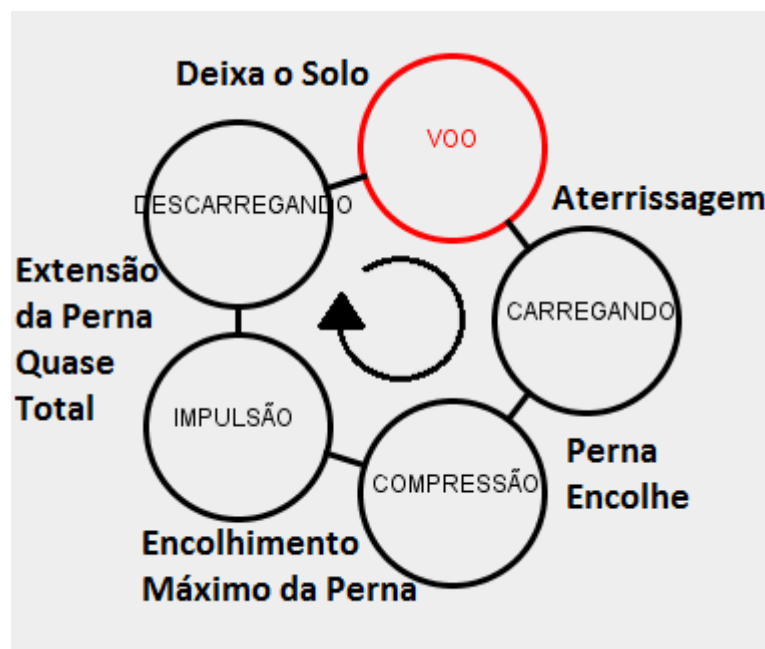 Deixa o Solo
VOO
Aterrissagem
DESCARREGANDO
Extensão
da Perna
Quase
Total
CARREGANDO
IMPULSÃO
COMPRESSÃO
Perna
Encolhe
Encolhimento
Máximo da Perna